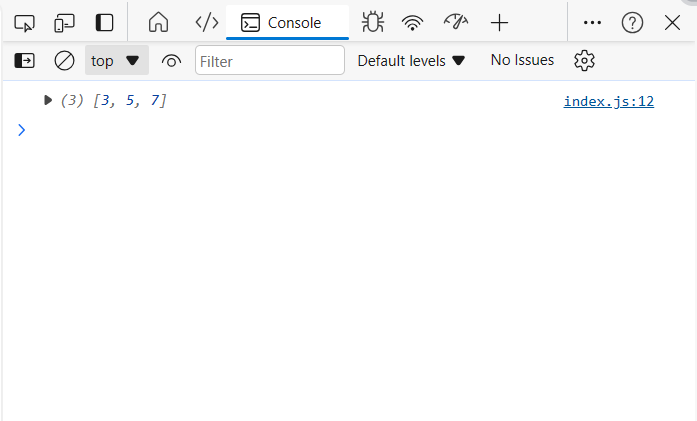 Console
top Filter Default levels No Issues
(3) [3, 5, 7] index.js:12